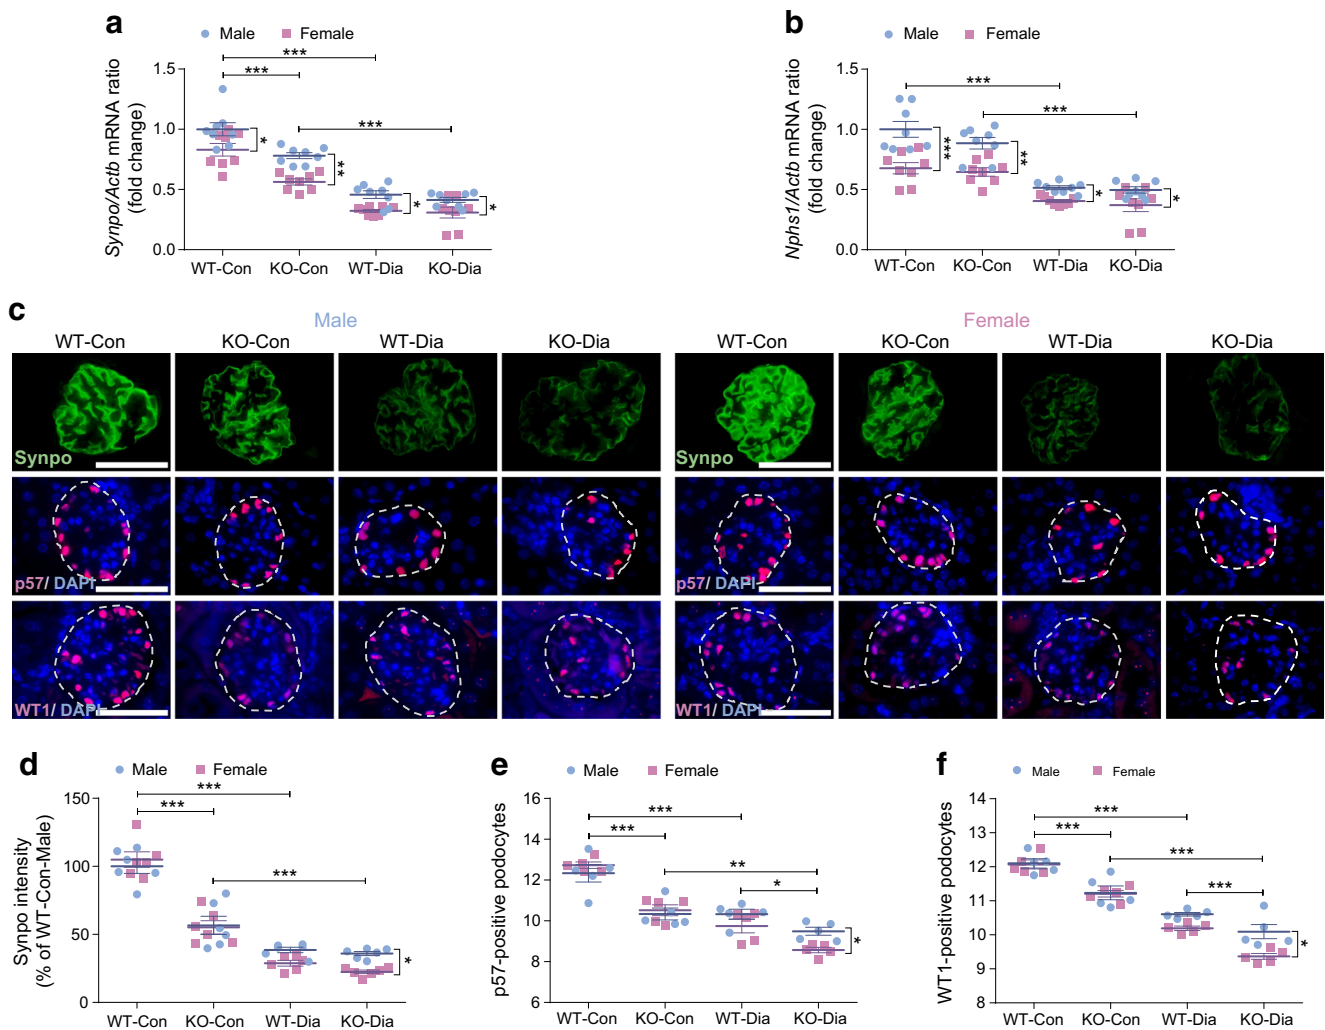 a
Male Female
***
***
***
*
**
*
*
Synpo/Actb mRNA ratio
(fold change)
1.5
1.0
0.5
0.0
WT-Con KO-Con WT-Dia KO-Dia
b
Male Female
***
***
***
**
*
*
Nphs1/Actb mRNA ratio
(fold change)
1.5
1.0
0.5
0.0
WT-Con KO-Con WT-Dia KO-Dia
c
Male Female
WT-Con KO-Con WT-Dia KO-Dia WT-Con KO-Con WT-Dia KO-Dia
Synpo Synpo
p57/ DAPI p57/ DAPI
WT1/ DAPI WT1/ DAPI
d
Male Female
***
***
***
*
Synpo intensity
(% of WT-Con-Male)
150
100
50
0
WT-Con KO-Con WT-Dia KO-Dia
e
Male Female
***
***
**
*
*
p57-positive podocytes
16
14
12
10
8
6
WT-Con KO-Con WT-Dia KO-Dia
f
Male Female
***
***
***
***
*
WT1-positive podocytes
14
13
12
11
10
9
8
WT-Con KO-Con WT-Dia KO-Dia